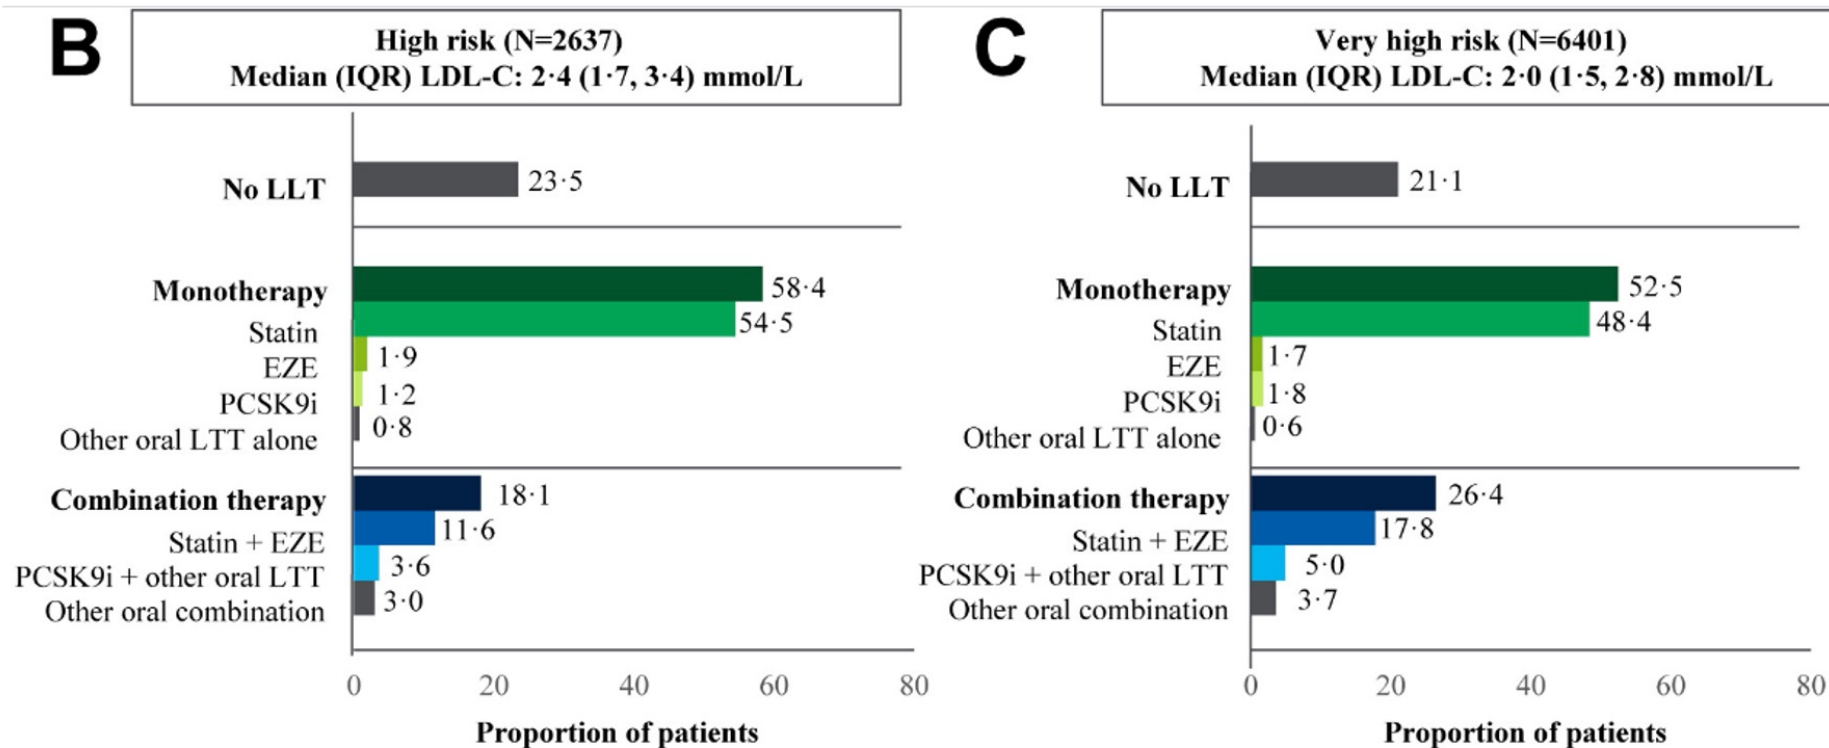 B
High risk (N=2637)
Median (IQR) LDL-C: 2·4 (1·7, 3·4) mmol/L
No LLT 23·5
Monotherapy 58·4
Statin 54·5
EZE 1·9
PCSK9i 1·2
Other oral LTT alone 0·8
Combination therapy 18·1
Statin + EZE 11·6
PCSK9i + other oral LTT 3·6
Other oral combination 3·0
0 20 40 60 80
Proportion of patients
C
Very high risk (N=6401)
Median (IQR) LDL-C: 2·0 (1·5, 2·8) mmol/L
No LLT 21·1
Monotherapy 52·5
Statin 48·4
EZE 1·7
PCSK9i 1·8
Other oral LTT alone 0·6
Combination therapy 26·4
Statin + EZE 17·8
PCSK9i + other oral LTT 5·0
Other oral combination 3·7
0 20 40 60 80
Proportion of patients